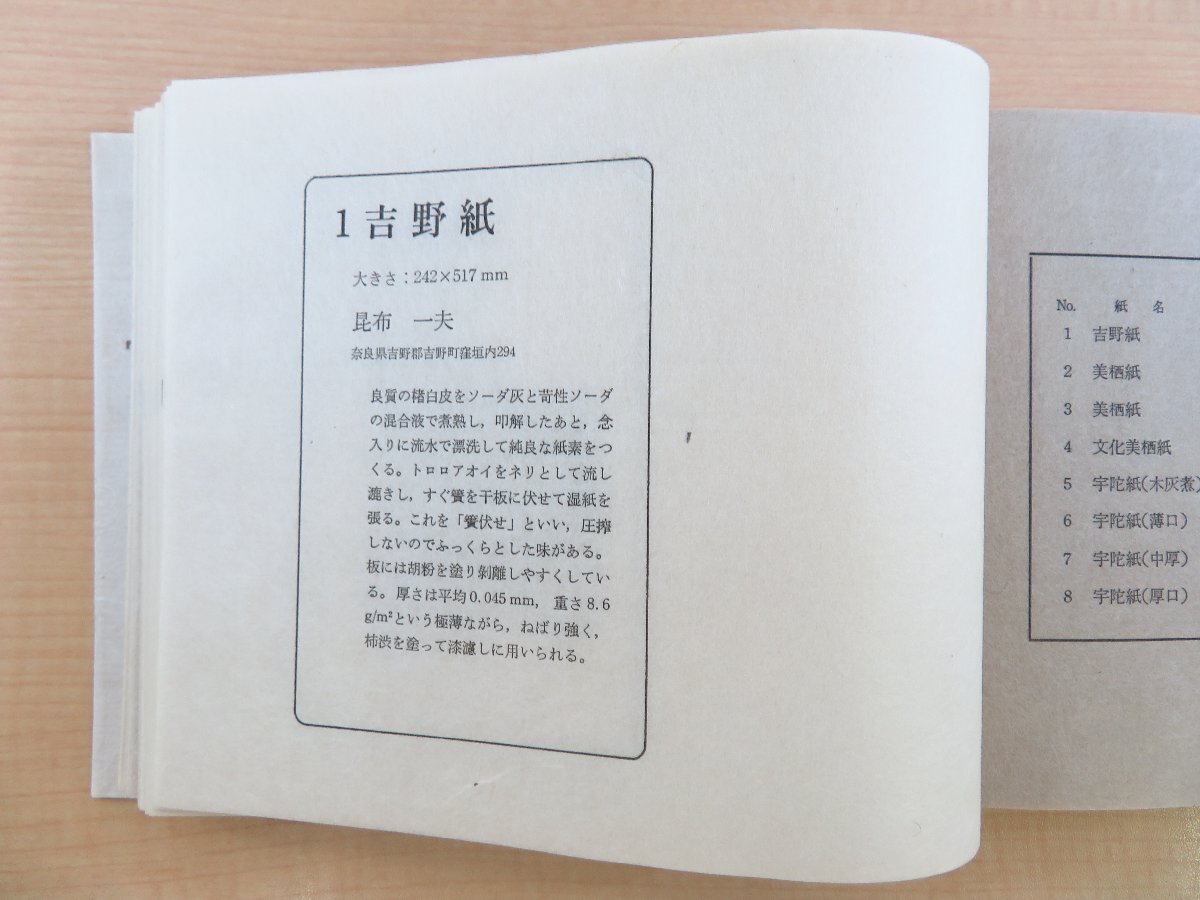 1 吉野紙
大きさ：242×517 mm
昆布　一夫
奈良県吉野郡吉野町窪垣内294
良質の楮白皮をソーダ灰と苛性ソーダ
の混合液で煮熟し，叩解したあと，念
入りに流水で漂洗して純良な紙素をつ
くる。トロロアオイをネリとして流し
漉きし，すぐ簀を干板に伏せて湿紙を
張る。これを「簀伏せ」といい，圧搾
しないのでふっくらとした味がある。
板には胡粉を塗り剝離しやすくしてい
る。厚さは平均0.045 mm，重さ8.6
g/m²という極薄ながら，ねばり強く，
柿渋を塗って漆濾しに用いられる。
No.　紙　名
1　吉野紙
2　美栖紙
3　美栖紙
4　文化美栖紙
5　宇陀紙(木灰煮)
6　宇陀紙(薄口)
7　宇陀紙(中厚)
8　宇陀紙(厚口)